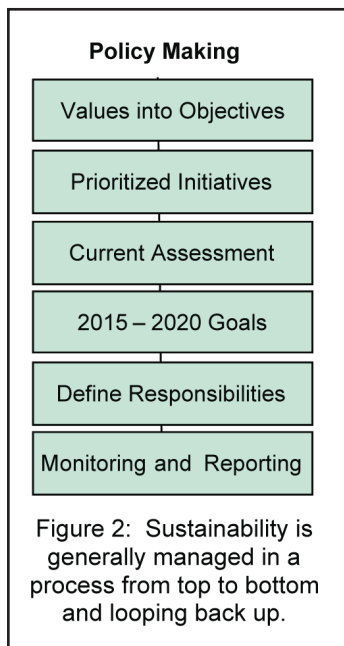 Policy Making
Values into Objectives
Prioritized Initiatives
Current Assessment
2015 – 2020 Goals
Define Responsibilities
Monitoring and Reporting
Figure 2: Sustainability is
generally managed in a
process from top to bottom
and looping back up.